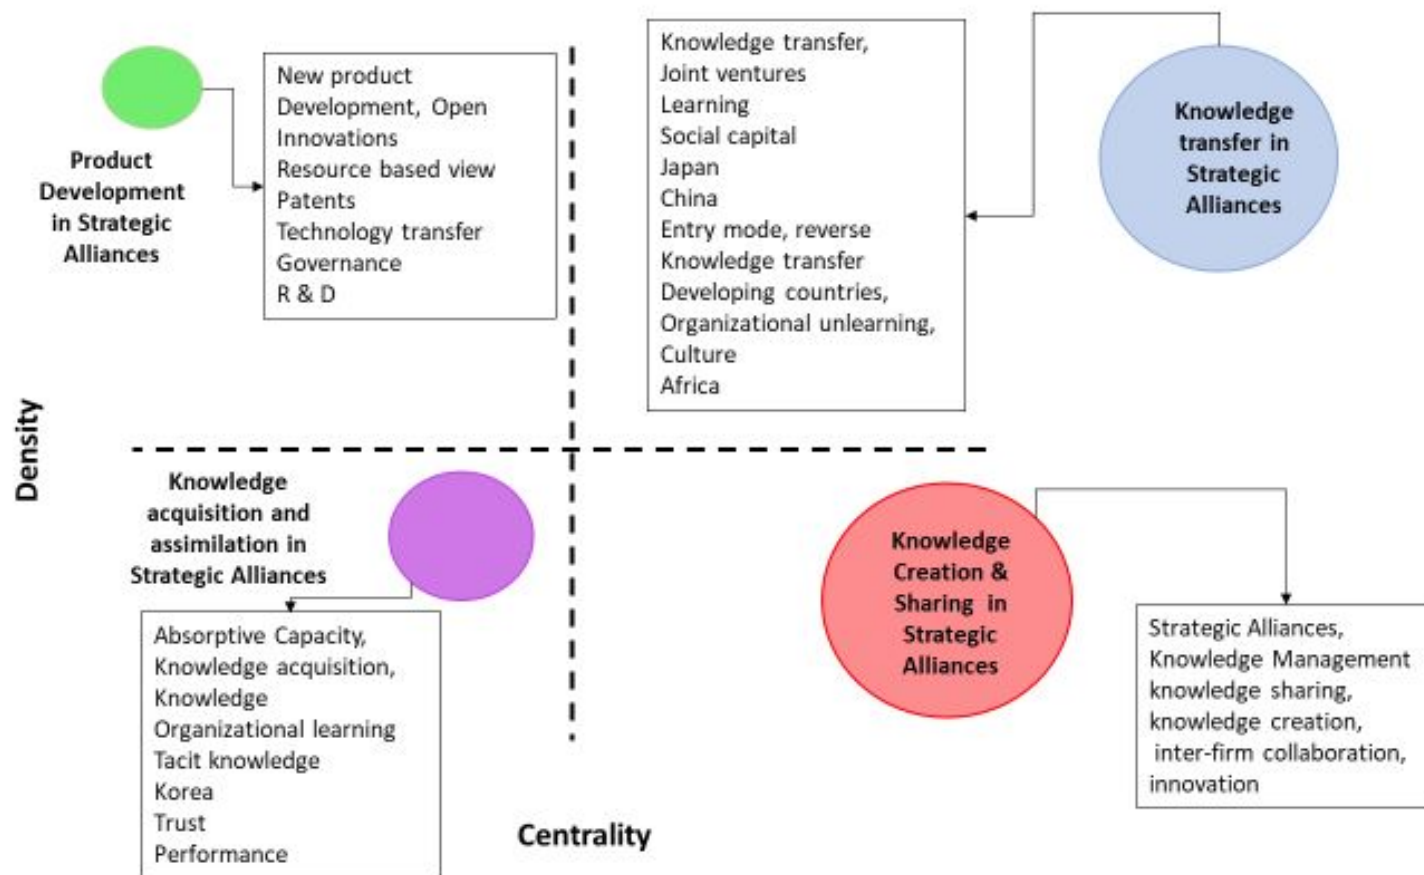 Product
Development
in Strategic
Alliances
New product
Development, Open
Innovations
Resource based view
Patents
Technology transfer
Governance
R & D
Knowledge transfer,
Joint ventures
Learning
Social capital
Japan
China
Entry mode, reverse
Knowledge transfer
Developing countries,
Organizational unlearning,
Culture
Africa
Knowledge
transfer in
Strategic
Alliances
Density
Knowledge
acquisition and
assimilation in
Strategic Alliances
Absorptive Capacity,
Knowledge acquisition,
Knowledge
Organizational learning
Tacit knowledge
Korea
Trust
Performance
Knowledge
Creation &
Sharing in
Strategic
Alliances
Strategic Alliances,
Knowledge Management
knowledge sharing,
knowledge creation,
inter-firm collaboration,
innovation
Centrality